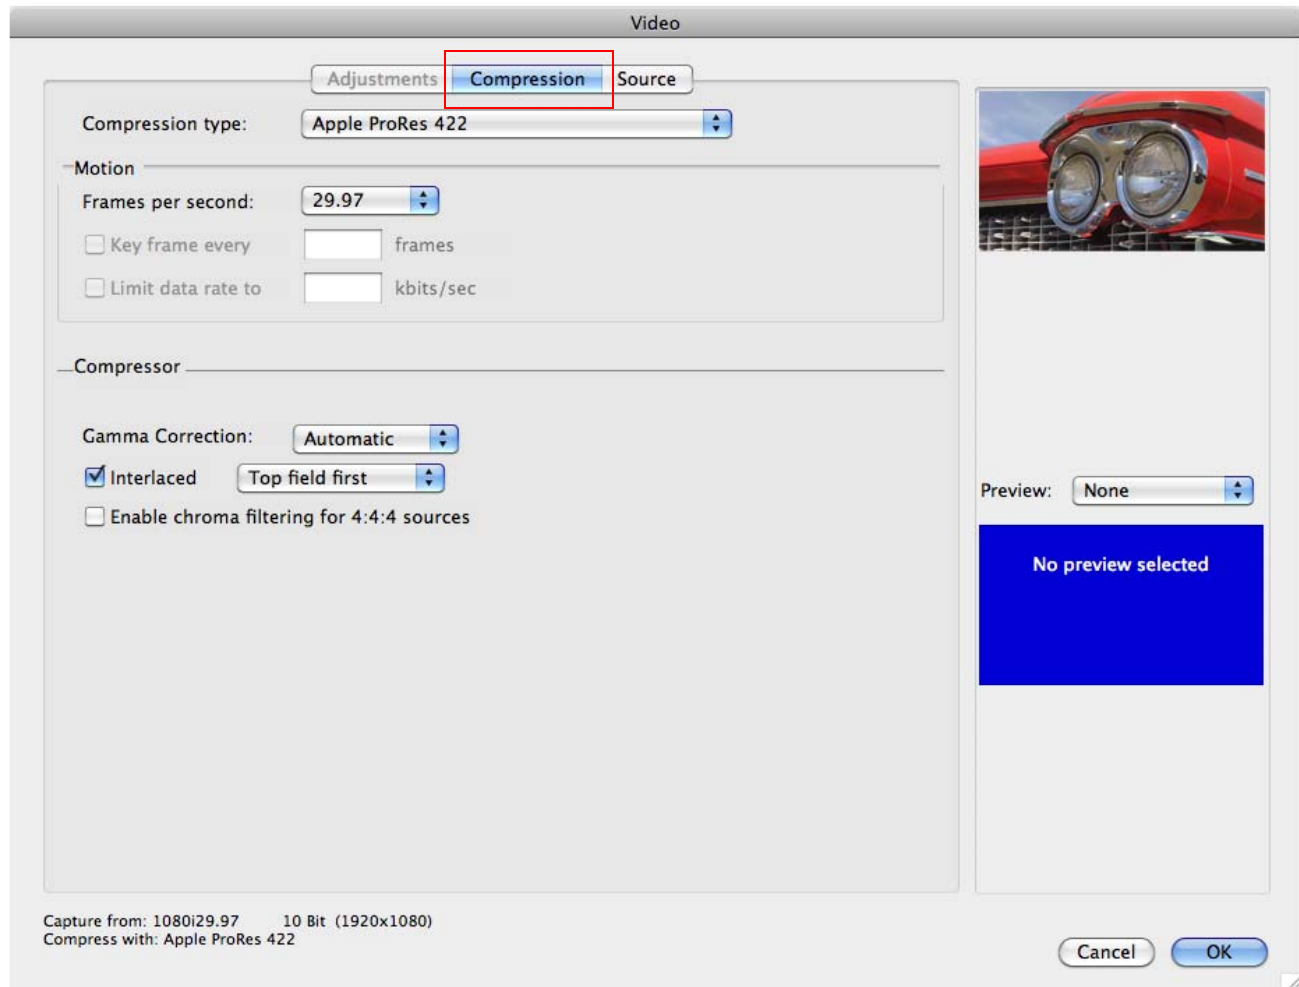 Video
Adjustments Compression Source
Compression type: Apple ProRes 422
Motion
Frames per second: 29.97
Key frame every frames
Limit data rate to kbits/sec
Compressor
Gamma Correction: Automatic
Interlaced Top field first
Enable chroma filtering for 4:4:4 sources
Preview: None
No preview selected
Capture from: 1080i29.97 10 Bit (1920x1080)
Compress with: Apple ProRes 422
Cancel OK